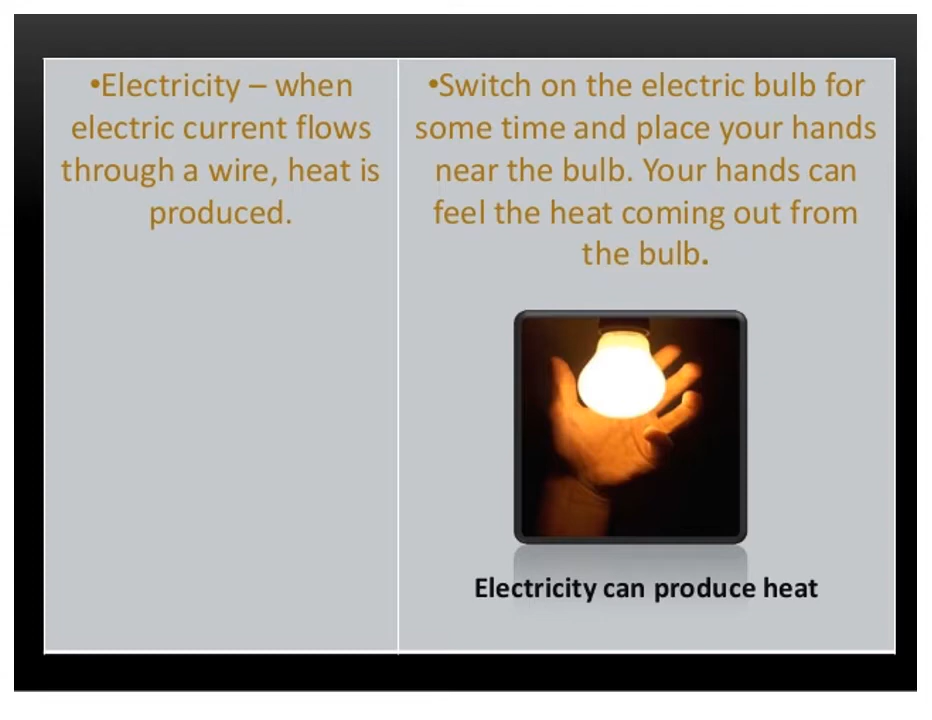 •Electricity – when
electric current flows
through a wire, heat is
produced.
•Switch on the electric bulb for
some time and place your hands
near the bulb. Your hands can
feel the heat coming out from
the bulb.
Electricity can produce heat